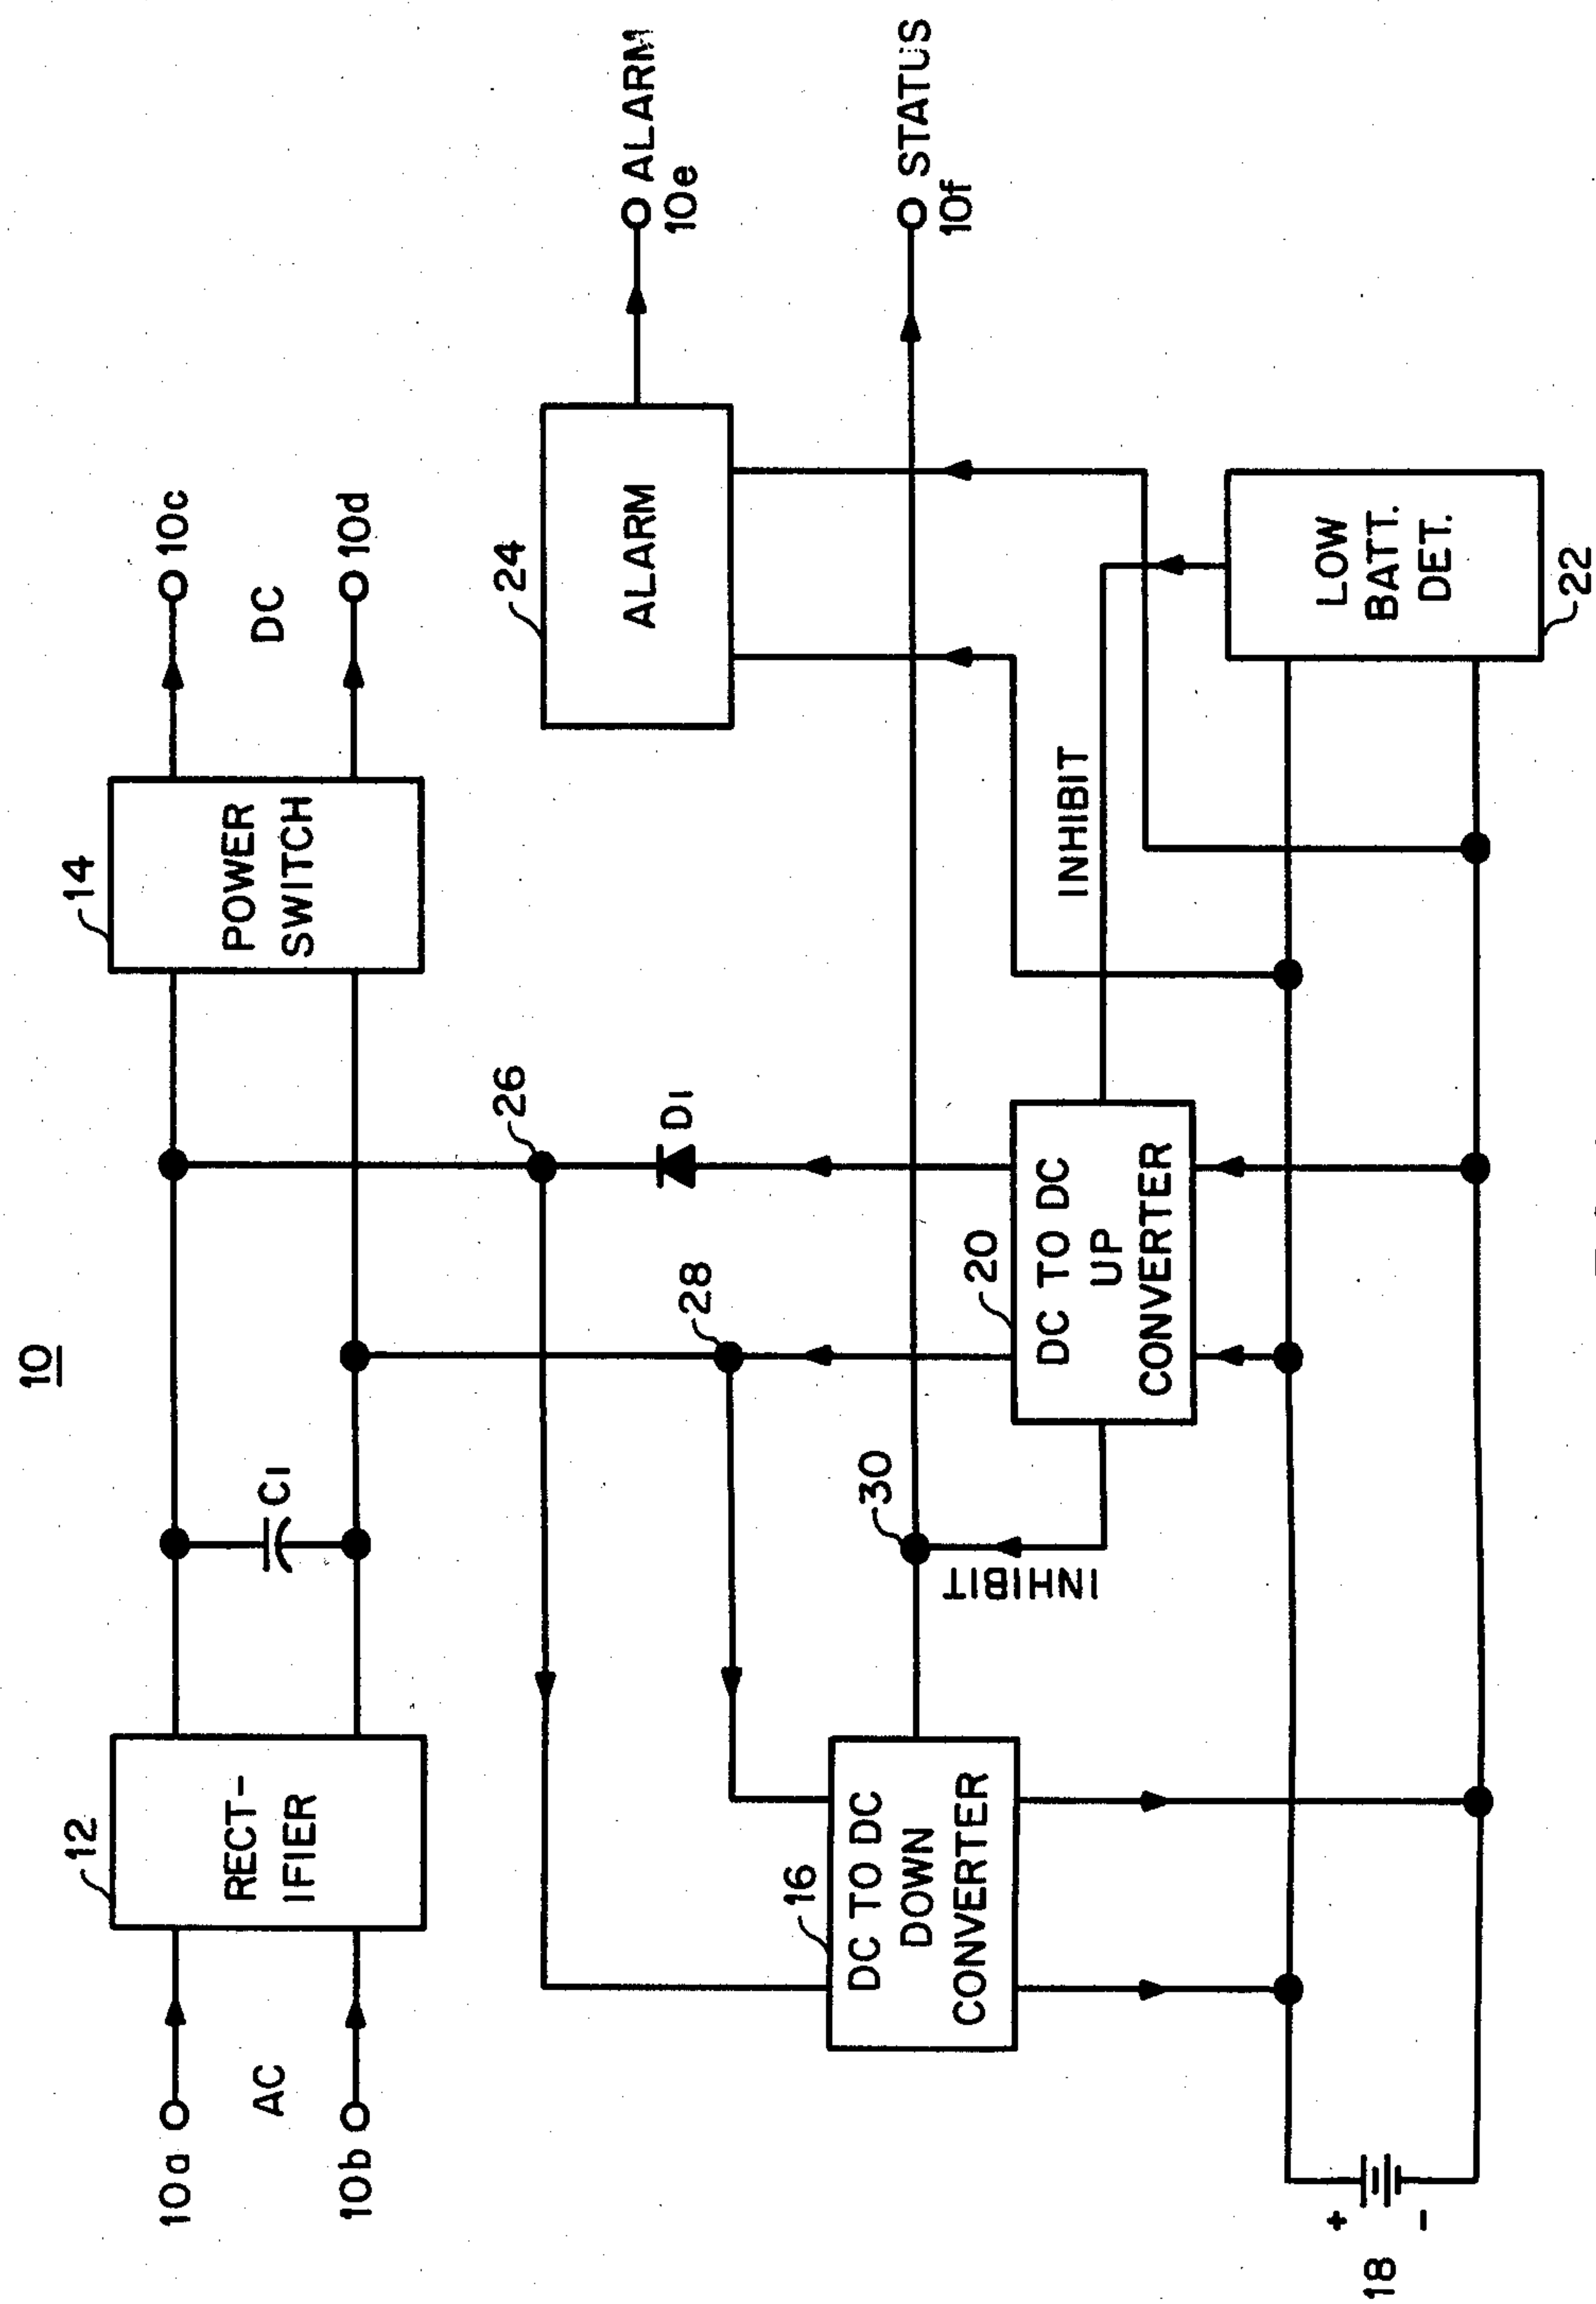 10
12
RECT-
IFIER
14
POWER
SWITCH
10a
AC
10b
C1
10c
DC
10d
26
D1
28
24
ALARM
ALARM
10e
16
DC TO DC
DOWN
CONVERTER
30
INHIBIT
20
DC TO DC
UP
CONVERTER
INHIBIT
STATUS
10f
18
+
-
LOW
BATT.
DET.
22